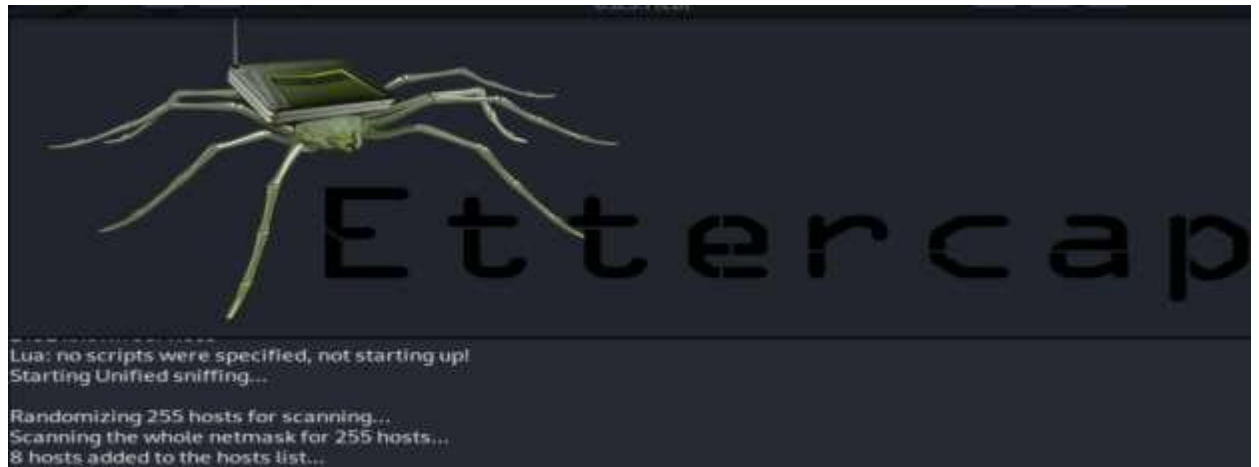 Ettercap
Lua: no scripts were specified, not starting up!
Starting Unified sniffing...
Randomizing 255 hosts for scanning...
Scanning the whole netmask for 255 hosts...
8 hosts added to the hosts list...